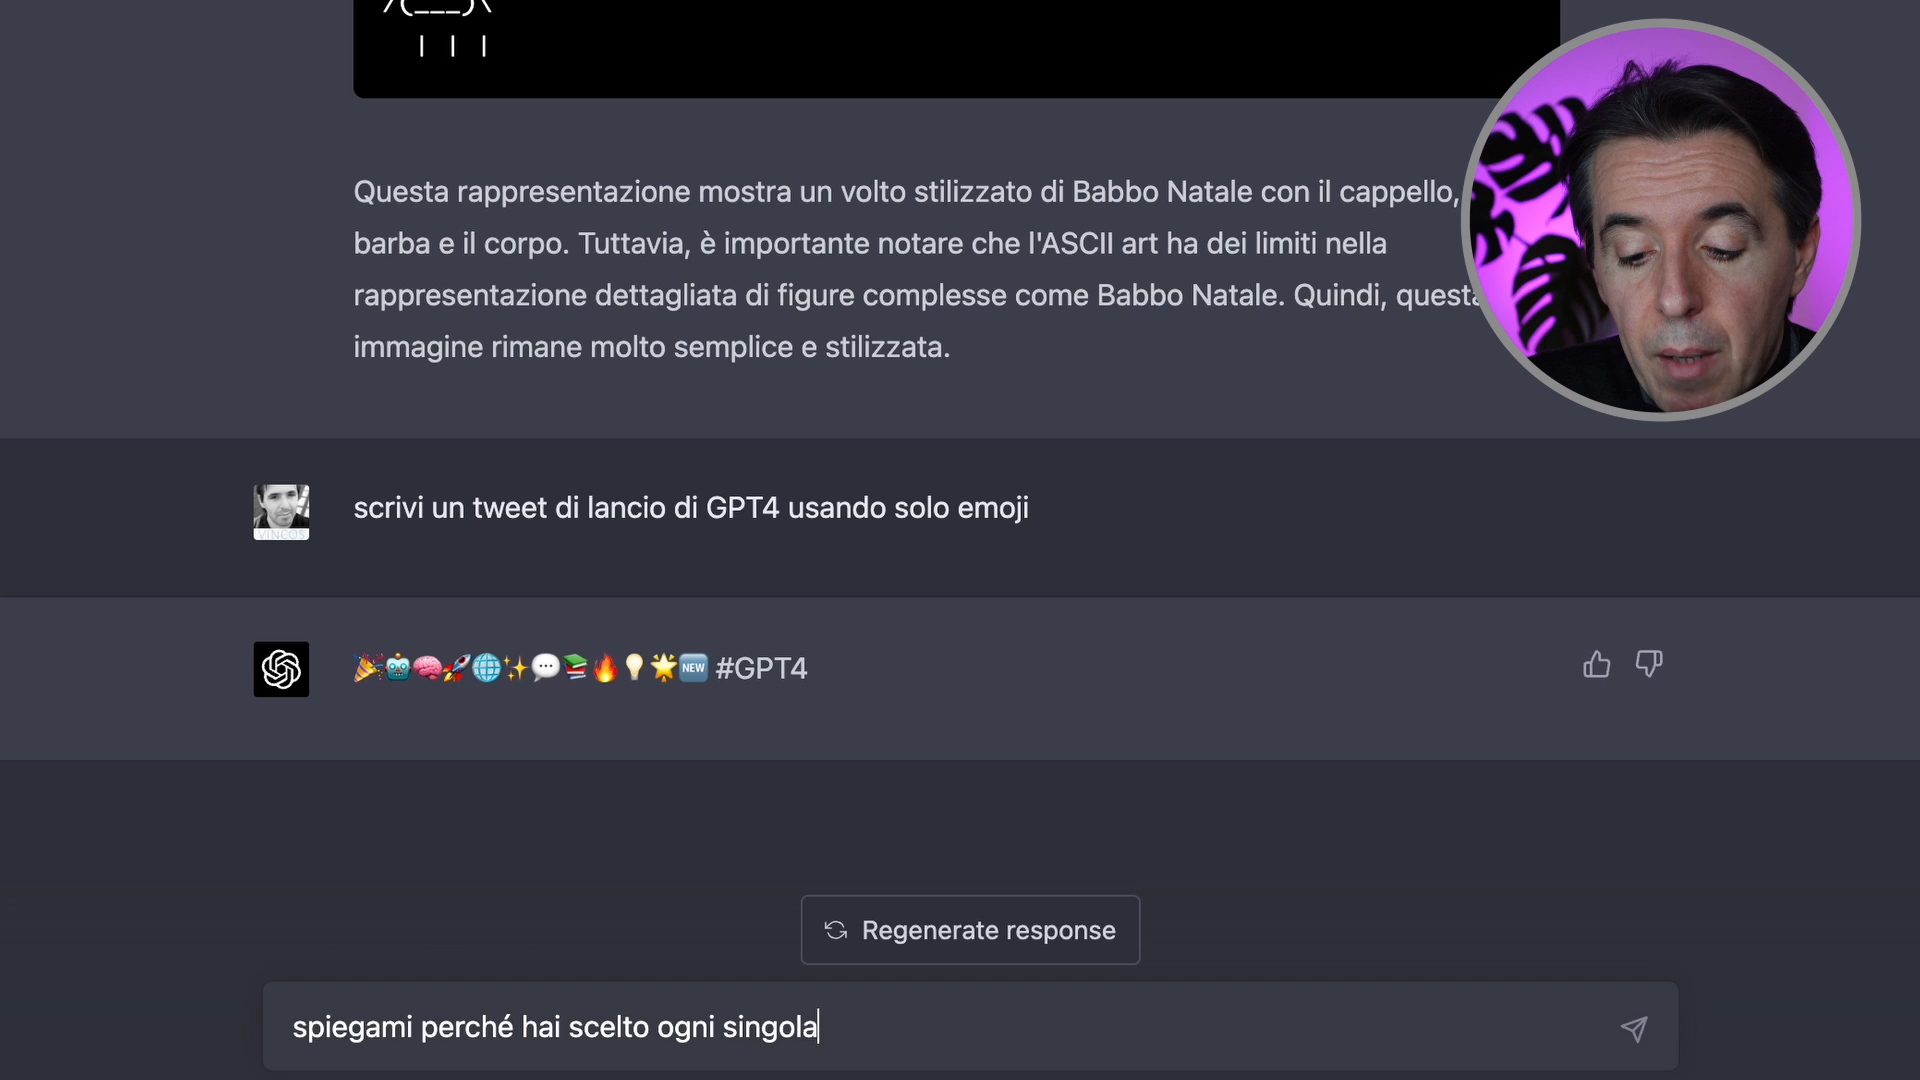 /(___)\
| | |
Questa rappresentazione mostra un volto stilizzato di Babbo Natale con il cappello,
barba e il corpo. Tuttavia, è importante notare che l'ASCII art ha dei limiti nella
rappresentazione dettagliata di figure complesse come Babbo Natale. Quindi, questa
immagine rimane molto semplice e stilizzata.
VINCOS
scrivi un tweet di lancio di GPT4 usando solo emoji
🎉🤖🧠🚀🌐✨💬📚🔥💡🌟🆕 #GPT4
Regenerate response
spiegami perché hai scelto ogni singola